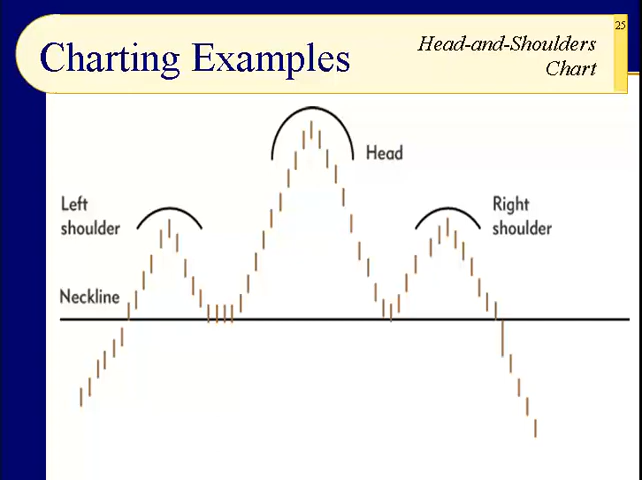 25
Charting Examples
Head-and-Shoulders
Chart
Head
Left
shoulder
Right
shoulder
Neckline